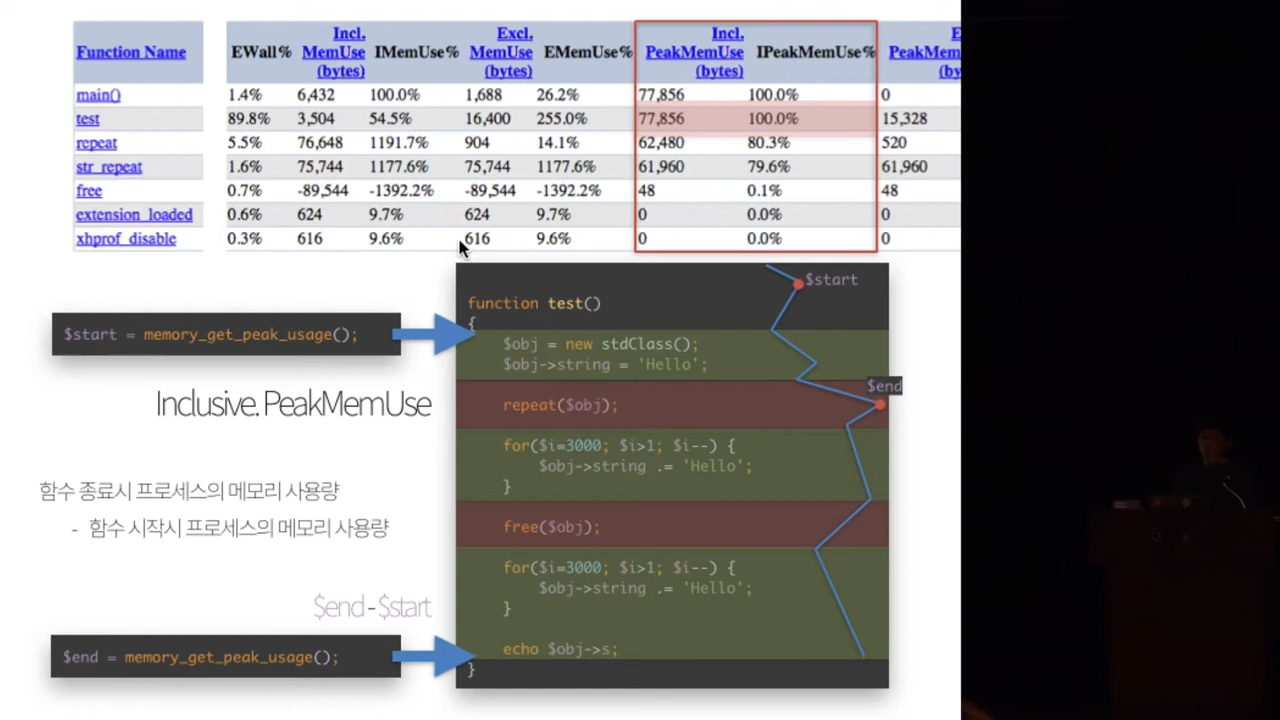 Function Name EWall% Incl. MemUse (bytes) IMemUse% Excl. MemUse (bytes) EMemUse% Incl. PeakMemUse (bytes) IPeakMemUse%
main() 1.4% 6,432 100.0% 1,688 26.2% 77,856 100.0% 0
test 89.8% 3,504 54.5% 16,400 255.0% 77,856 100.0% 15,328
repeat 5.5% 76,648 1191.7% 904 14.1% 62,480 80.3% 520
str_repeat 1.6% 75,744 1177.6% 75,744 1177.6% 61,960 79.6% 61,960
free 0.7% -89,544 -1392.2% -89,544 -1392.2% 48 0.1% 48
extension_loaded 0.6% 624 9.7% 624 9.7% 0 0.0% 0
xhprof_disable 0.3% 616 9.6% 616 9.6% 0 0.0% 0
$start
function test()
{
$start = memory_get_peak_usage();
$obj = new stdClass();
$obj->string = 'Hello';
$end
Inclusive. PeakMemUse
repeat($obj);
for($i=3000; $i>1; $i--) {
$obj->string .= 'Hello';
}
함수 종료시 프로세스의 메모리 사용량
- 함수 시작시 프로세스의 메모리 사용량
free($obj);
for($i=3000; $i>1; $i--) {
$obj->string .= 'Hello';
}
$end - $start
echo $obj->s;
$end = memory_get_peak_usage();
}